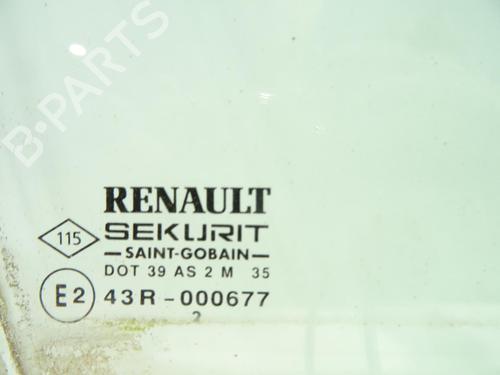 B-PARTS
RENAULT
115
SEKURIT
SAINT-GOBAIN
DOT 39 AS 2 M 35
E2 43R-000677
2